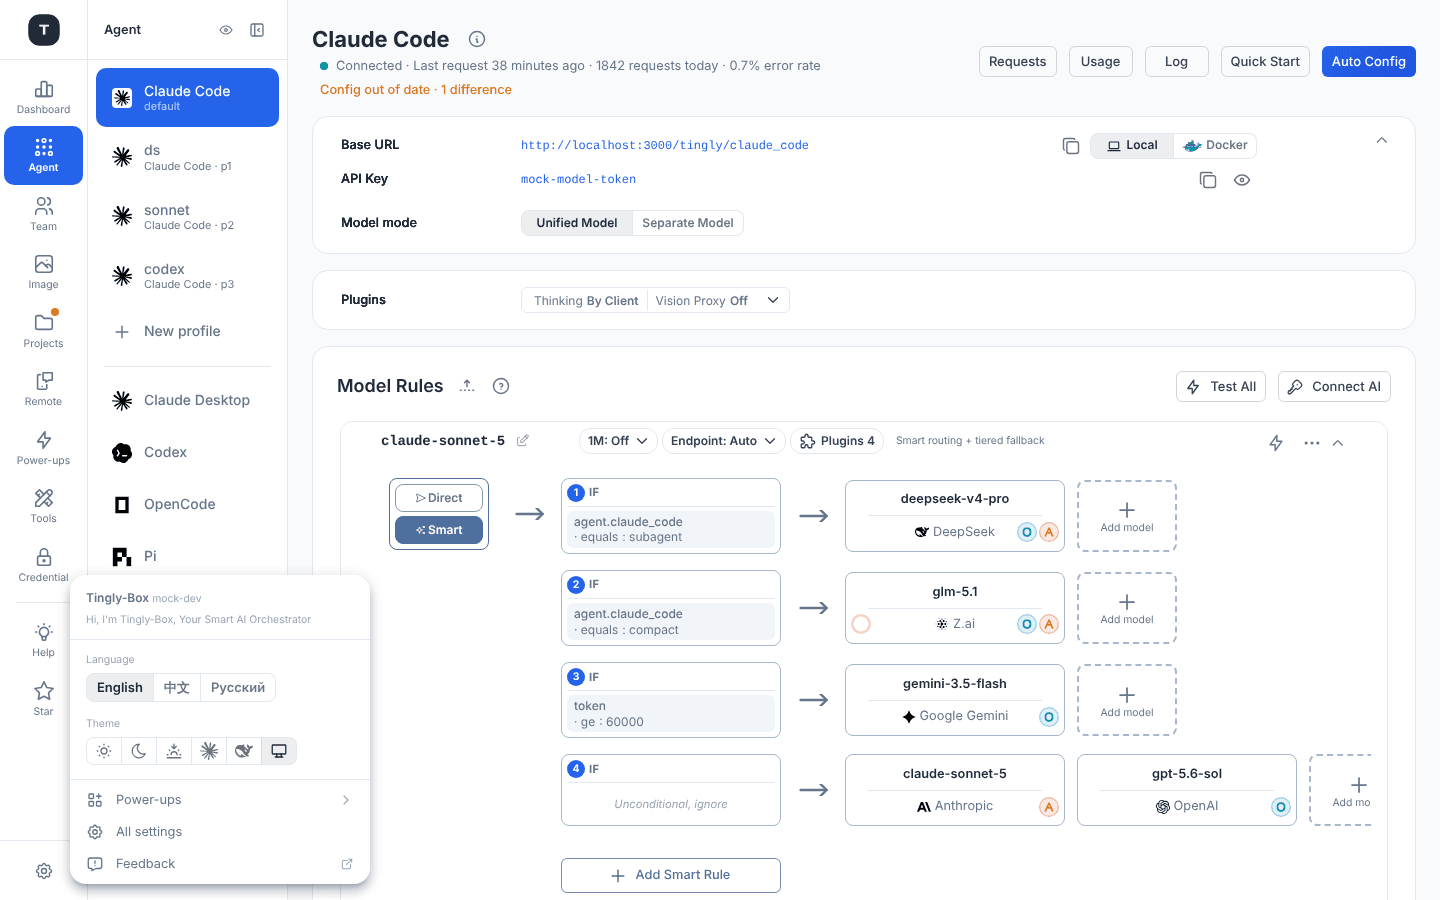 T
Agent
Dashboard
Agent
Team
Image
Projects
Remote
Power-ups
Tools
Credential
Help
Star
Claude Code
default
ds
Claude Code · p1
sonnet
Claude Code · p2
codex
Claude Code · p3
New profile
Claude Desktop
Codex
OpenCode
Pi
Claude Code
Connected · Last request 38 minutes ago · 1842 requests today · 0.7% error rate
Config out of date · 1 difference
Requests
Usage
Log
Quick Start
Auto Config
Base URL
http://localhost:3000/tingly/claude_code
Local
Docker
API Key
mock-model-token
Model mode
Unified Model
Separate Model
Plugins
Thinking By Client
Vision Proxy Off
Model Rules
Test All
Connect AI
claude-sonnet-5
1M: Off
Endpoint: Auto
Plugins 4
Smart routing + tiered fallback
Direct
Smart
1 IF
agent.claude_code
· equals : subagent
deepseek-v4-pro
DeepSeek
O A
Add model
2 IF
agent.claude_code
· equals : compact
glm-5.1
Z.ai
O A
Add model
3 IF
token
· ge : 60000
gemini-3.5-flash
Google Gemini
O
Add model
4 IF
Unconditional, ignore
claude-sonnet-5
Anthropic
A
gpt-5.6-sol
OpenAI
O
Add mo
Add Smart Rule
Tingly-Box mock-dev
Hi, I'm Tingly-Box, Your Smart AI Orchestrator
Language
English
中文
Русский
Theme
Power-ups
All settings
Feedback